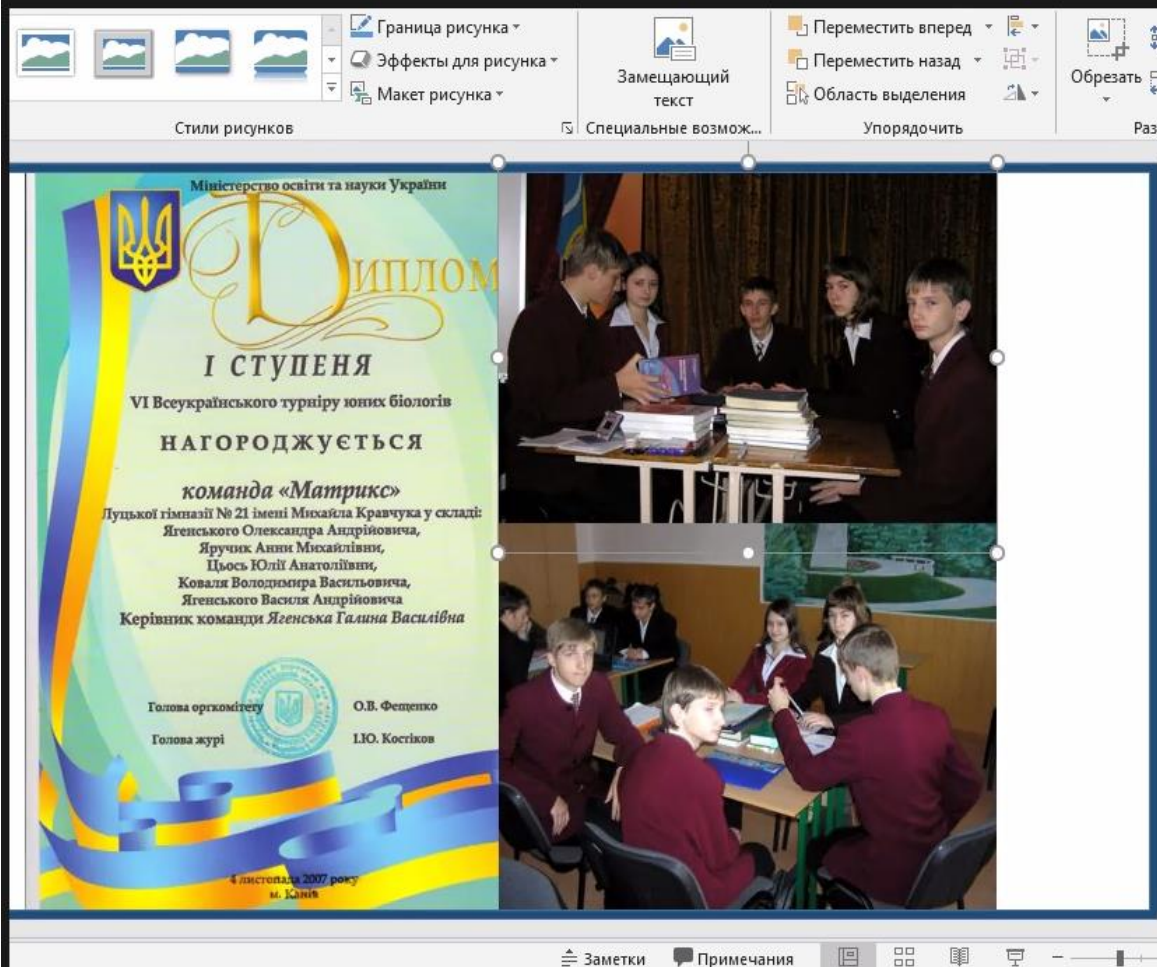 Граница рисунка
Эффекты для рисунка
Макет рисунка
Стили рисунков
Замещающий
текст
Специальные возмож...
Переместить вперед
Переместить назад
Область выделения
Упорядочить
Обрезать
Раз
Міністерство освіти та науки України
Диплом
І СТУПЕНЯ
VI Всеукраїнського турніру юних біологів
НАГОРОДЖУЄТЬСЯ
команда «Матрикс»
Луцької гімназії № 21 імені Михайла Кравчука у складі:
Ягенського Олександра Андрійовича,
Яручик Анни Михайлівни,
Цьось Юлії Анатоліївни,
Коваля Володимира Васильовича,
Ягенського Василя Андрійовича
Керівник команди Ягенська Галина Василівна
Голова оргкомітету О.В. Фещенко
Голова журі І.Ю. Костіков
4 листопада 2007 року
м. Канів
Заметки Примечания